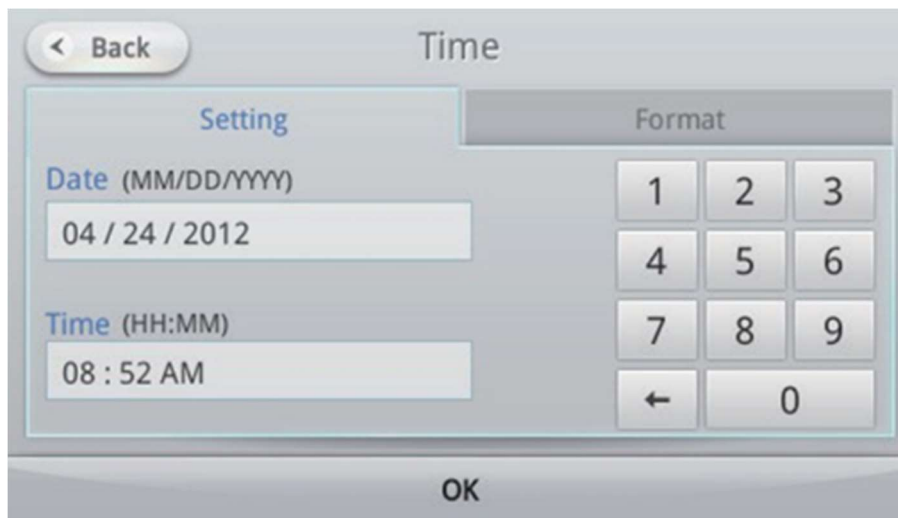 Back
Time
Setting
Format
Date (MM/DD/YYYY)
04 / 24 / 2012
Time (HH:MM)
08 : 52 AM
1 2 3
4 5 6
7 8 9
← 0
OK